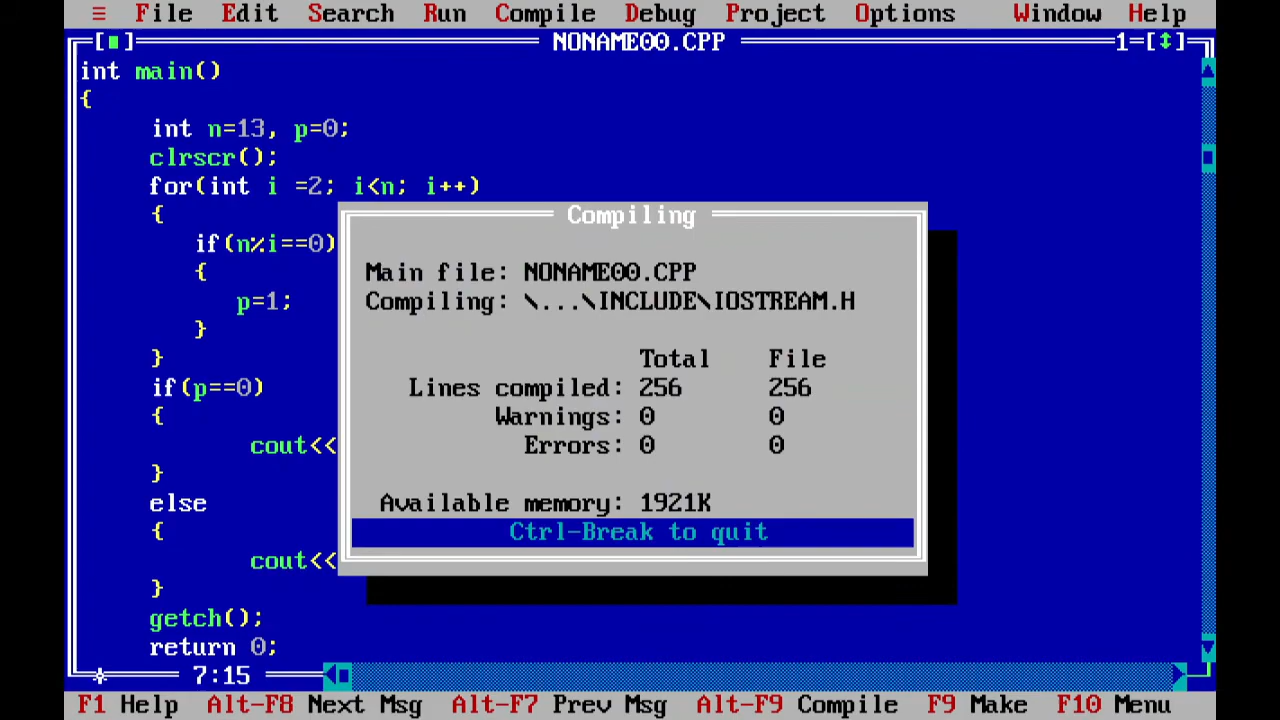 ≡ File Edit Search Run Compile Debug Project Options Window Help
[■] NONAME00.CPP 1=[↕]
int main()
{
int n=13, p=0;
clrscr();
for(int i =2; i<n; i++)
{
if(n%i==0)
{
p=1;
}
}
if(p==0)
{
cout<<
}
else
{
cout<<
}
getch();
return 0;
Compiling
Main file: NONAME00.CPP
Compiling: \...\INCLUDE\IOSTREAM.H
Total File
Lines compiled: 256 256
Warnings: 0 0
Errors: 0 0
Available memory: 1921K
Ctrl-Break to quit
* 7:15
F1 Help Alt-F8 Next Msg Alt-F7 Prev Msg Alt-F9 Compile F9 Make F10 Menu